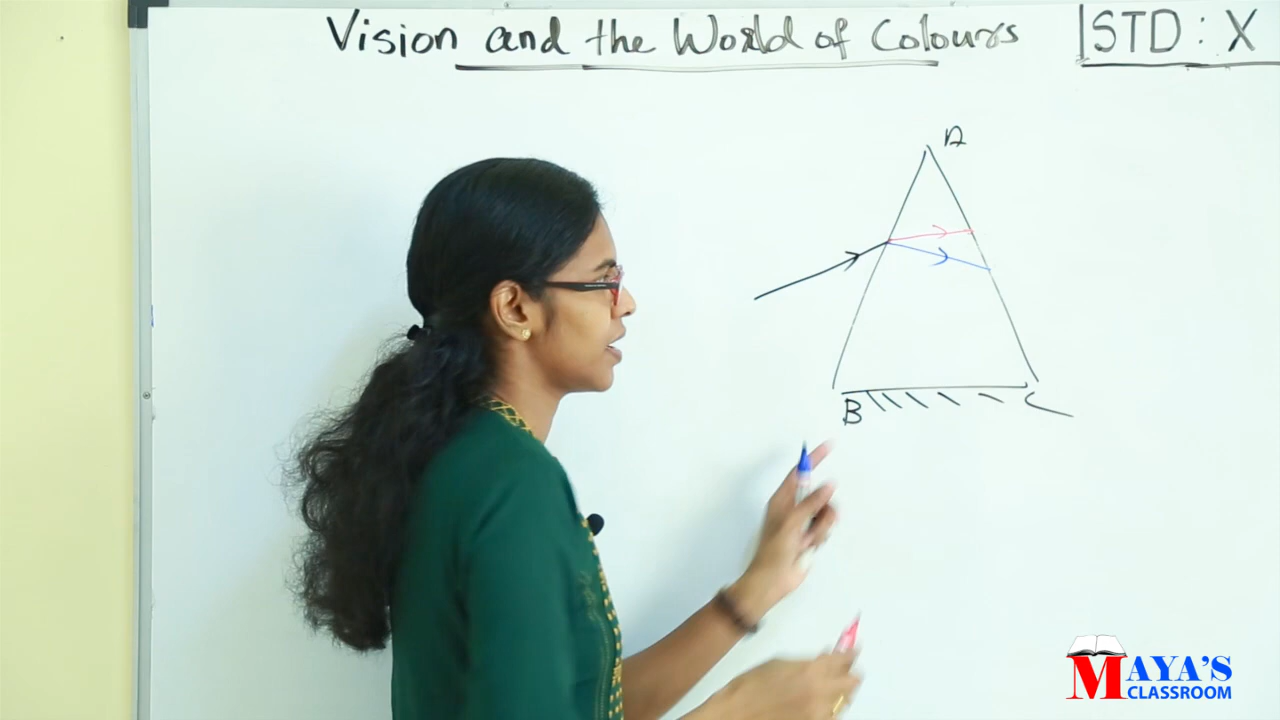 Vision and the World of Colours
STD : X
A
B
C
MAYA'S
CLASSROOM